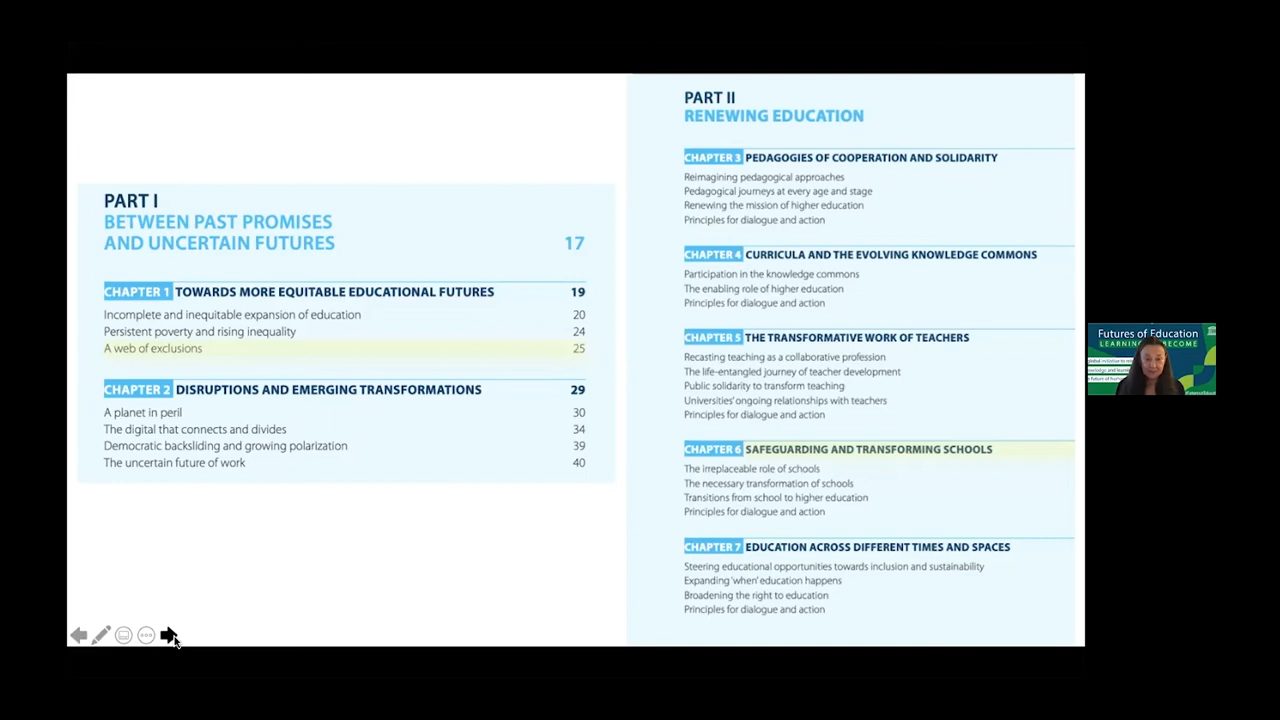 PART I
BETWEEN PAST PROMISES
AND UNCERTAIN FUTURES 17
CHAPTER 1 TOWARDS MORE EQUITABLE EDUCATIONAL FUTURES 19
Incomplete and inequitable expansion of education 20
Persistent poverty and rising inequality 24
A web of exclusions 25
CHAPTER 2 DISRUPTIONS AND EMERGING TRANSFORMATIONS 29
A planet in peril 30
The digital that connects and divides 34
Democratic backsliding and growing polarization 39
The uncertain future of work 40
PART II
RENEWING EDUCATION
CHAPTER 3 PEDAGOGIES OF COOPERATION AND SOLIDARITY
Reimagining pedagogical approaches
Pedagogical journeys at every age and stage
Renewing the mission of higher education
Principles for dialogue and action
CHAPTER 4 CURRICULA AND THE EVOLVING KNOWLEDGE COMMONS
Participation in the knowledge commons
The enabling role of higher education
Principles for dialogue and action
CHAPTER 5 THE TRANSFORMATIVE WORK OF TEACHERS
Recasting teaching as a collaborative profession
The life-entangled journey of teacher development
Public solidarity to transform teaching
Universities' ongoing relationships with teachers
Principles for dialogue and action
CHAPTER 6 SAFEGUARDING AND TRANSFORMING SCHOOLS
The irreplaceable role of schools
The necessary transformation of schools
Transitions from school to higher education
Principles for dialogue and action
CHAPTER 7 EDUCATION ACROSS DIFFERENT TIMES AND SPACES
Steering educational opportunities towards inclusion and sustainability
Expanding 'when' education happens
Broadening the right to education
Principles for dialogue and action
Futures of Education